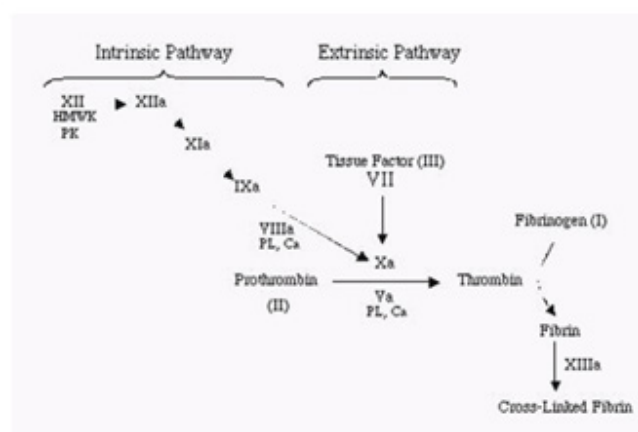 Intrinsic Pathway
Extrinsic Pathway
XII
HMWK
PK
XIIa
XIa
IXa
Tissue Factor (III)
VII
VIIIa
PL, Ca
Fibrinogen (I)
Xa
Prothrombin
(II)
Va
PL, Ca
Thrombin
Fibrin
XIIIa
Cross-Linked Fibrin